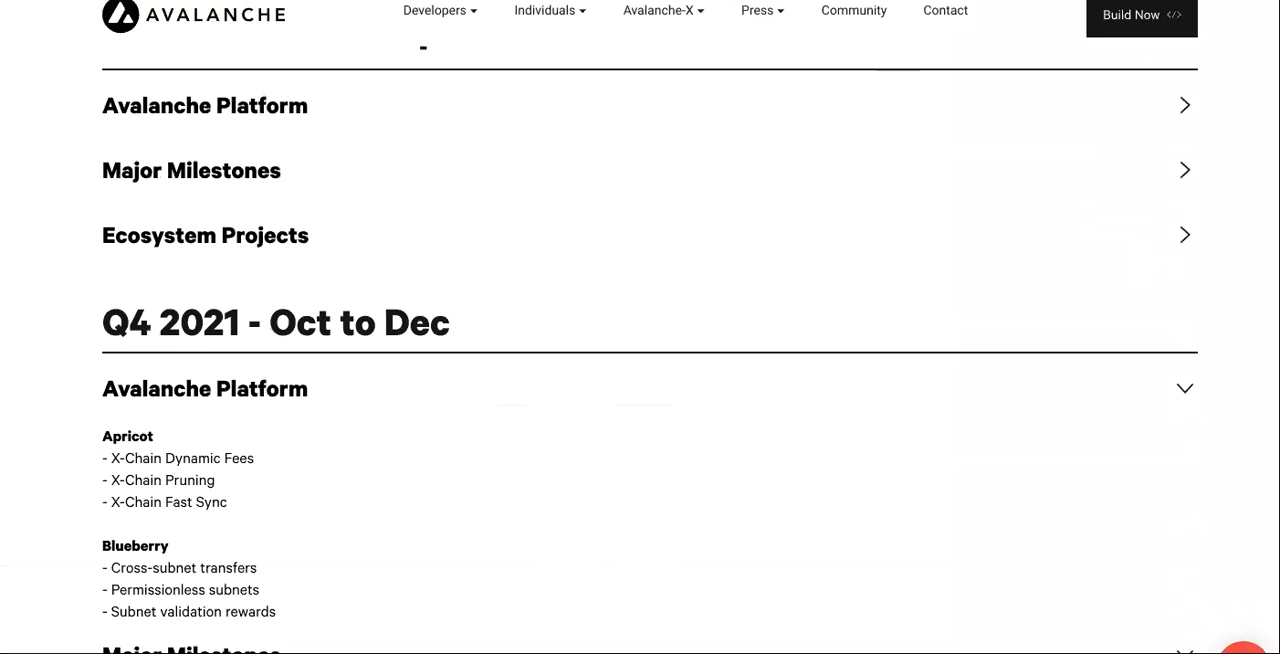 AVALANCHE
Developers
Individuals
Avalanche-X
Press
Community
Contact
Build Now </>
Avalanche Platform
Major Milestones
Ecosystem Projects
Q4 2021 - Oct to Dec
Avalanche Platform
Apricot
- X-Chain Dynamic Fees
- X-Chain Pruning
- X-Chain Fast Sync
Blueberry
- Cross-subnet transfers
- Permissionless subnets
- Subnet validation rewards
Major Milestones